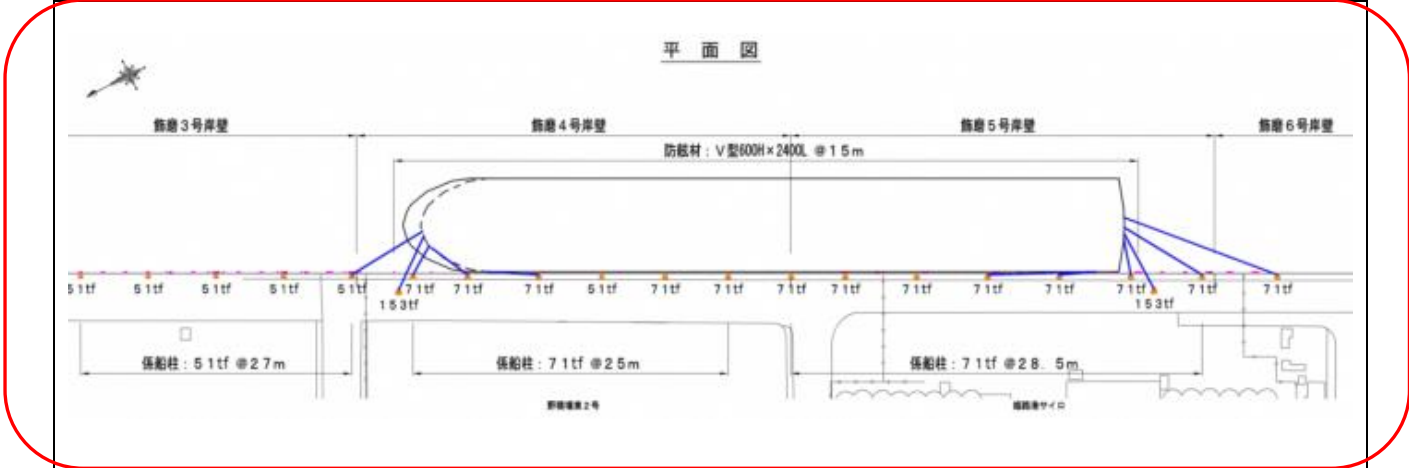 平 面 図
飾磨3号岸壁
飾磨4号岸壁
飾磨5号岸壁
飾磨6号岸壁
防舷材:V型600H×2400L @15m
51tf 51tf 51tf 51tf 51tf 71tf 71tf 71tf 51tf 71tf 71tf 71tf 71tf 71tf 71tf 71tf 71tf 71tf 71tf
153tf 153tf
係船柱:51tf @27m
係船柱:71tf @25m
係船柱:71tf @28. 5m